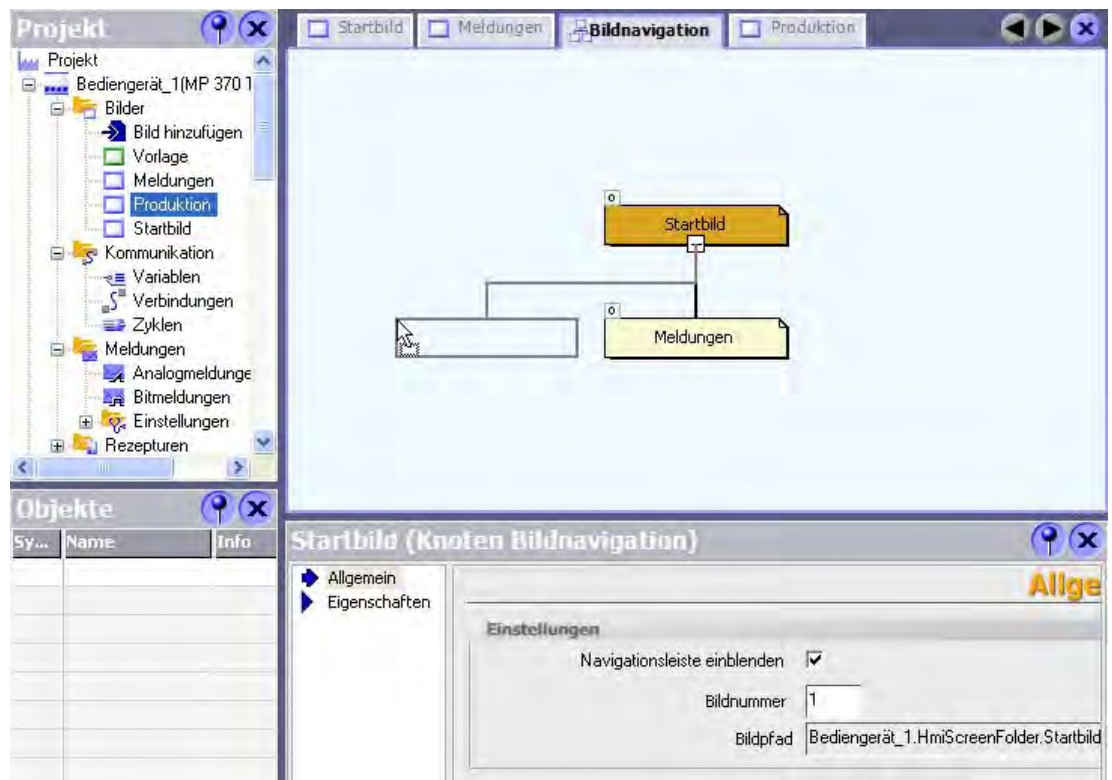 Projekt
Projekt
Bediengerät_1(MP 370 1
Bilder
Bild hinzufügen
Vorlage
Meldungen
Produktion
Startbild
Kommunikation
Variablen
Verbindungen
Zyklen
Meldungen
Analogmeldunge
Bitmeldungen
Einstellungen
Rezepturen
Objekte
Sy... Name Info
Startbild Meldungen Bildnavigation Produktion
Startbild
Meldungen
Startbild (Knoten Bildnavigation)
Allgemein
Eigenschaften
Allge
Einstellungen
Navigationsleiste einblenden
Bildnummer 1
Bildpfad Bediengerät_1.HmiScreenFolder.Startbild